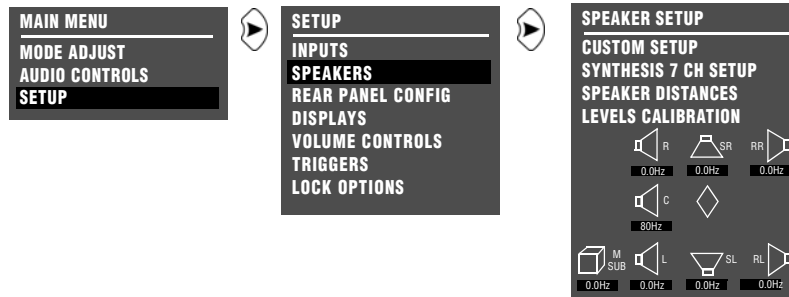 MAIN MENU
MODE ADJUST
AUDIO CONTROLS
SETUP
SETUP
INPUTS
SPEAKERS
REAR PANEL CONFIG
DISPLAYS
VOLUME CONTROLS
TRIGGERS
LOCK OPTIONS
SPEAKER SETUP
CUSTOM SETUP
SYNTHESIS 7 CH SETUP
SPEAKER DISTANCES
LEVELS CALIBRATION
R SR RR
0.0Hz 0.0Hz 0.0Hz
C
80Hz
M
SUB L SL RL
0.0Hz 0.0Hz 0.0Hz 0.0Hz